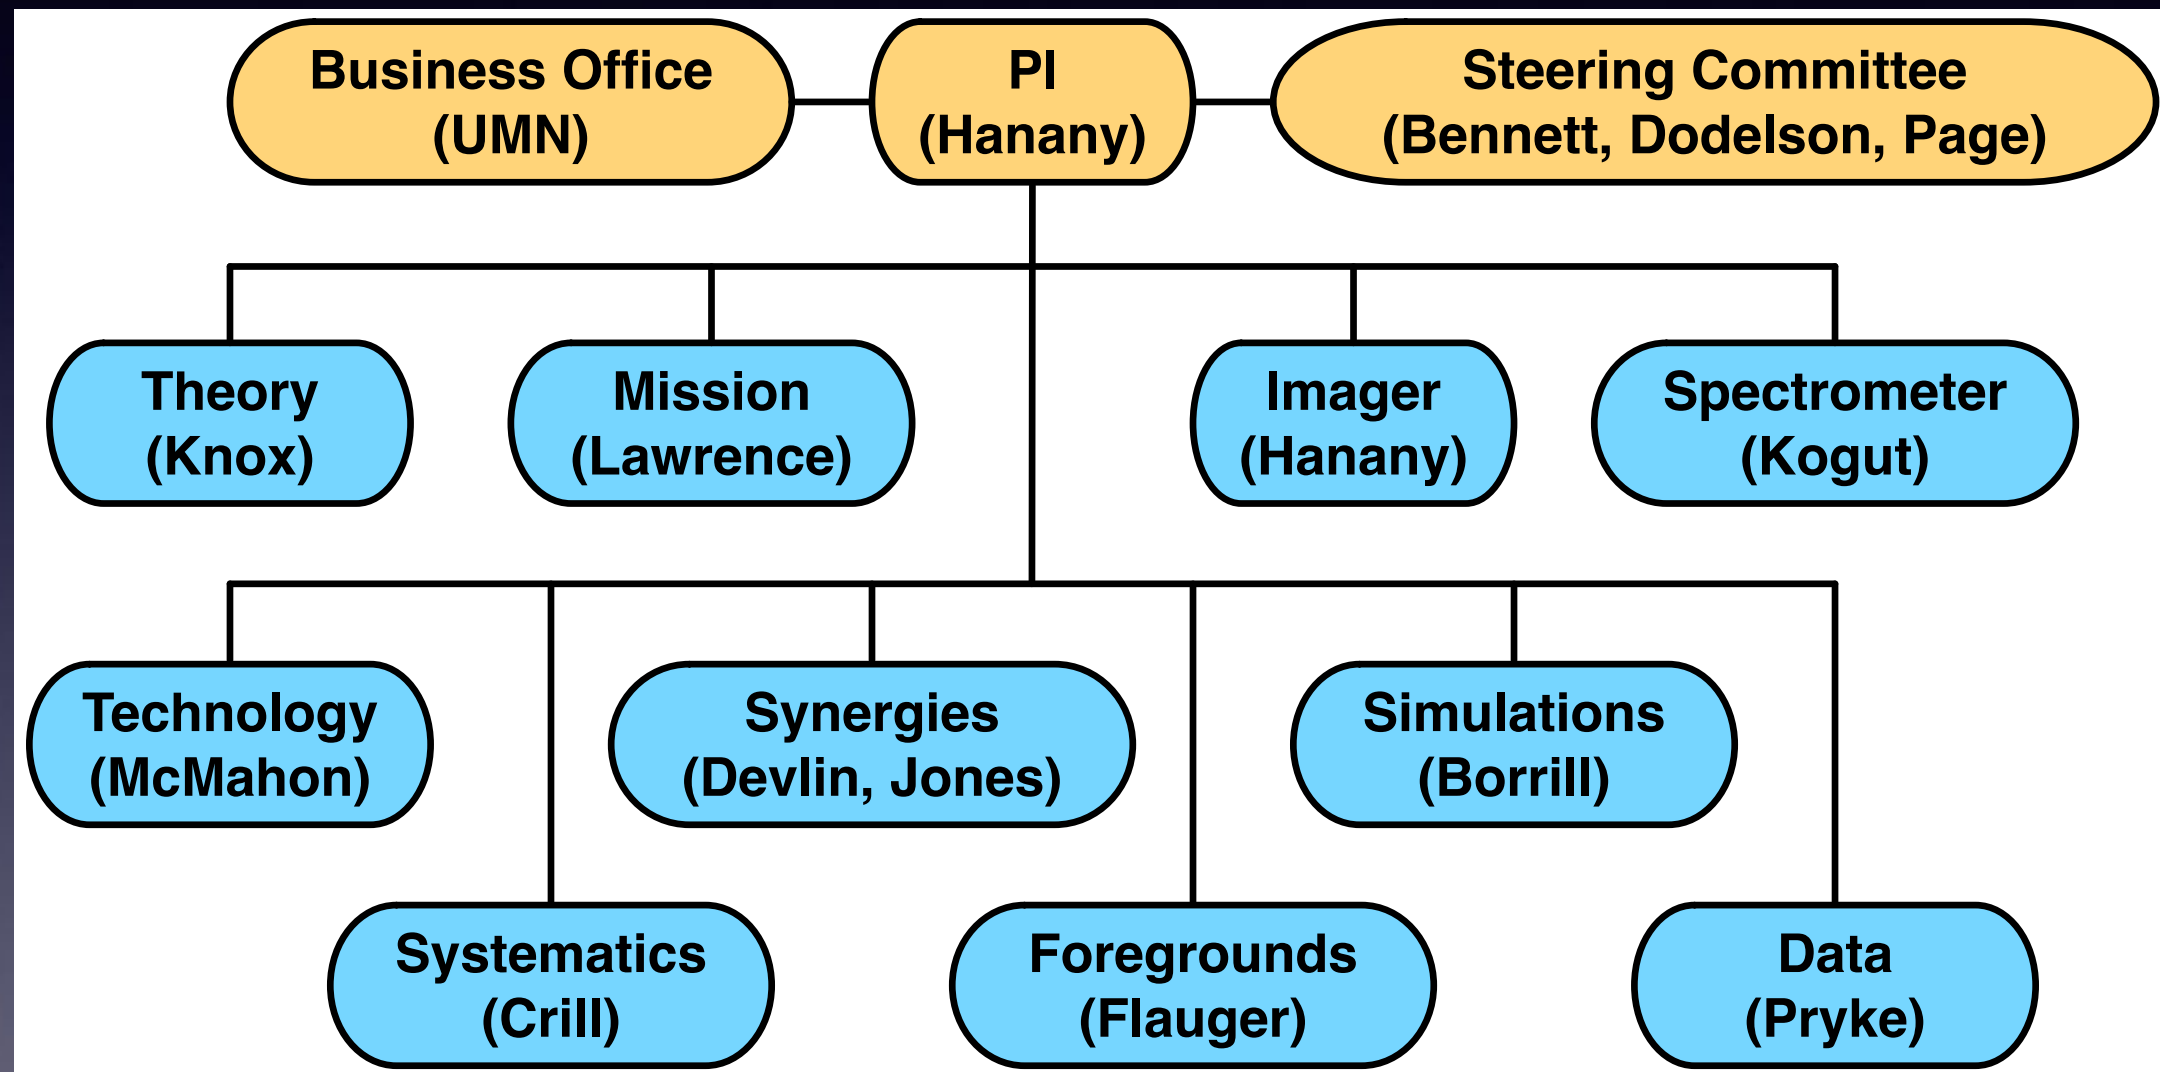 Business Office
(UMN)
PI
(Hanany)
Steering Committee
(Bennett, Dodelson, Page)
Theory
(Knox)
Mission
(Lawrence)
Imager
(Hanany)
Spectrometer
(Kogut)
Technology
(McMahon)
Synergies
(Devlin, Jones)
Simulations
(Borrill)
Systematics
(Crill)
Foregrounds
(Flauger)
Data
(Pryke)